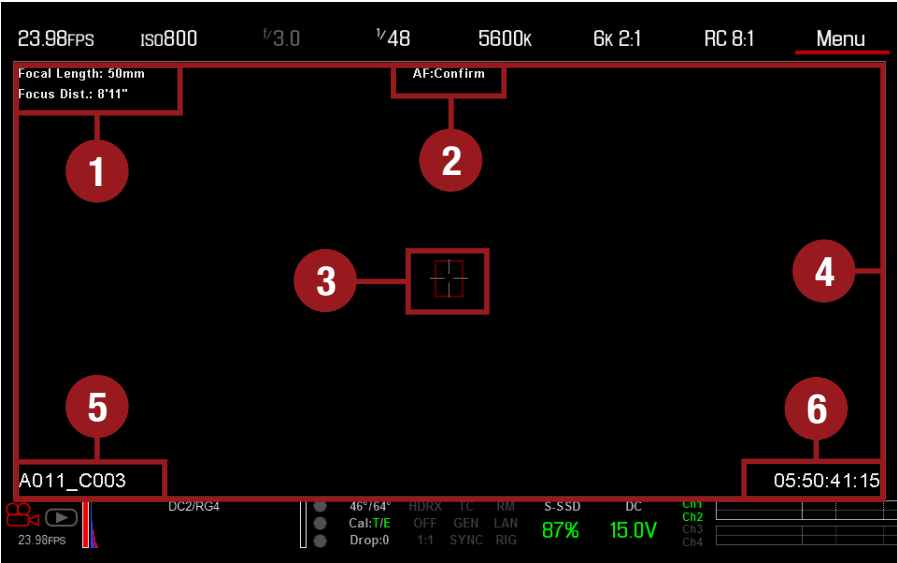 23.98FPS ISO800 f/3.0 1/48 5600K 6K 2:1 RC 8:1 Menu
Focal Length: 50mm
Focus Dist.: 8'11"
AF:Confirm
1
2
3
4
5
6
A011_C003
05:50:41:15
DC2/RG4 46°/64° HDRX TC RM S-SSD DC Ch1
Cal:T/E OFF GEN LAN 87% 15.0V Ch2
23.98FPS Drop:0 1:1 SYNC RIG Ch3
Ch4